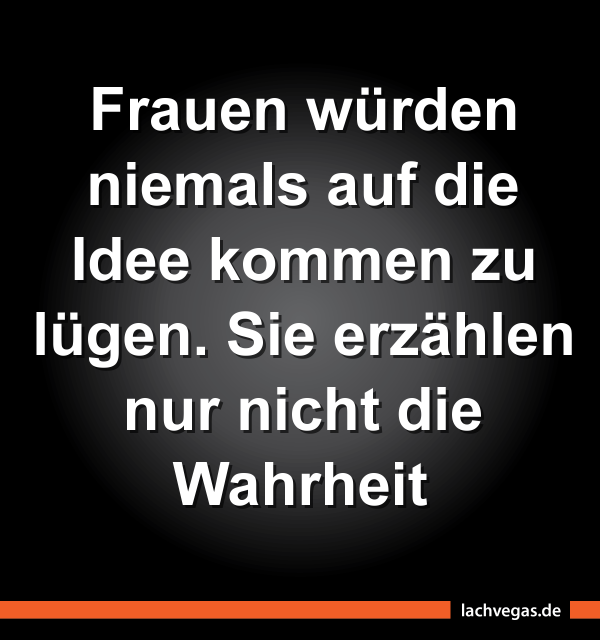 Frauen würden
niemals auf die
Idee kommen zu
lügen. Sie erzählen
nur nicht die
Wahrheit
lachvegas.de